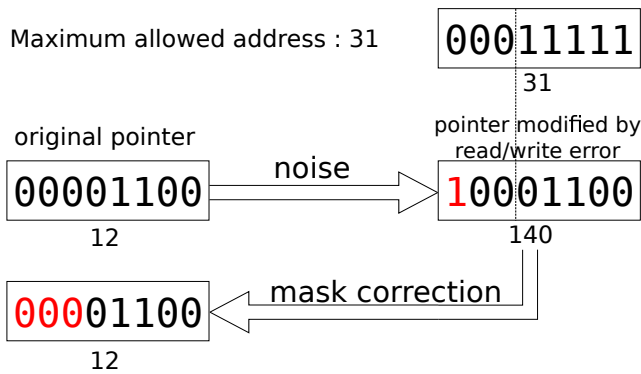 Maximum allowed address : 31
00011111
31
original pointer
pointer modified by
read/write error
00001100
noise
10001100
12
140
mask correction
00001100
12